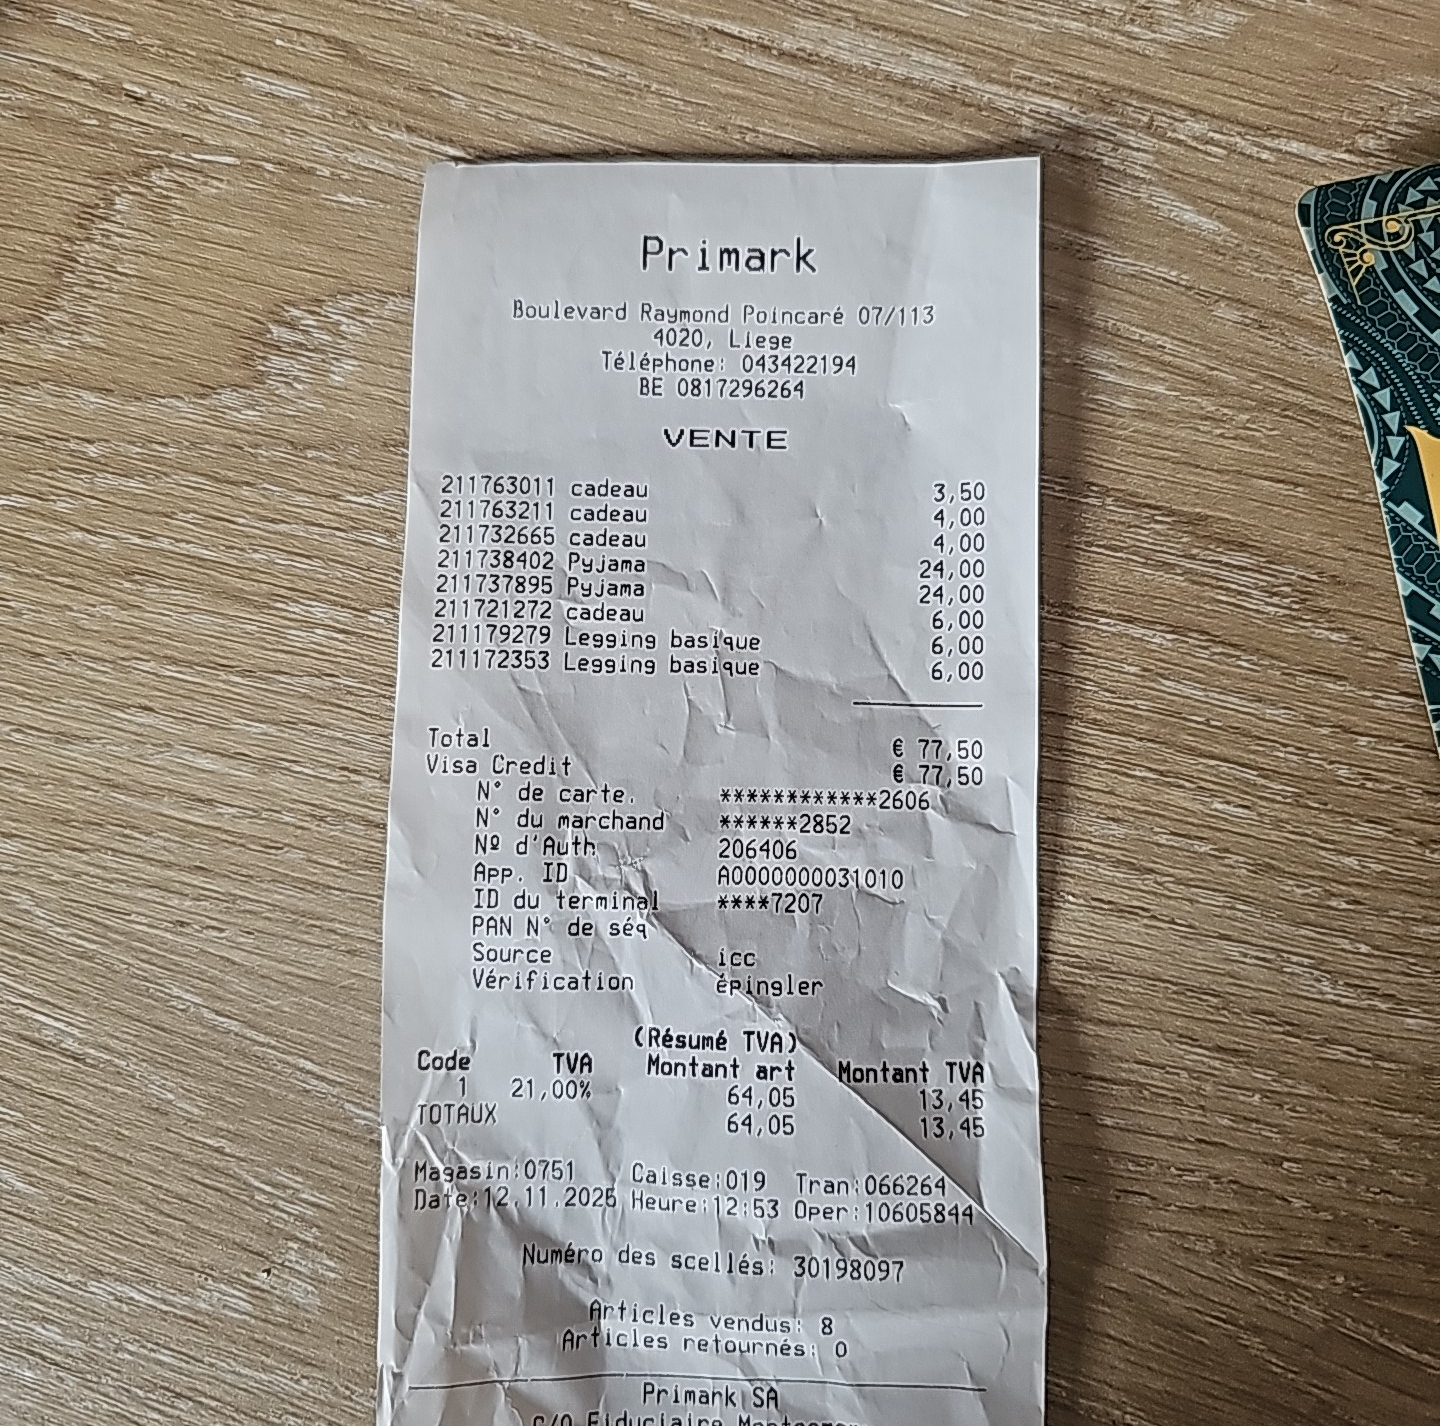 Primark
Boulevard Raymond Poincaré 07/113
4020, Liege
Téléphone: 043422194
BE 0817296264
VENTE
211763011 cadeau 3,50
211763211 cadeau 4,00
211732665 cadeau 4,00
211738402 Pyjama 24,00
211737895 Pyjama 24,00
211721272 cadeau 6,00
211179279 Legging basique 6,00
211172353 Legging basique 6,00
Total € 77,50
Visa Credit € 77,50
N° de carte. ************2606
N° du marchand ******2852
Nº d'Auth 206406
App. ID A0000000031010
ID du terminal ****7207
PAN N° de séq
Source icc
Vérification épingler
(Résumé TVA)
Code TVA Montant art Montant TVA
1 21,00% 64,05 13,45
TOTAUX 64,05 13,45
Magasin:0751 Caisse:019 Tran:066264
Date:12.11.2025 Heure:12:53 Oper:10605844
Numéro des scellés: 30198097
Articles vendus: 8
Articles retournés: 0
Primark SA
c/o Fiduciaire